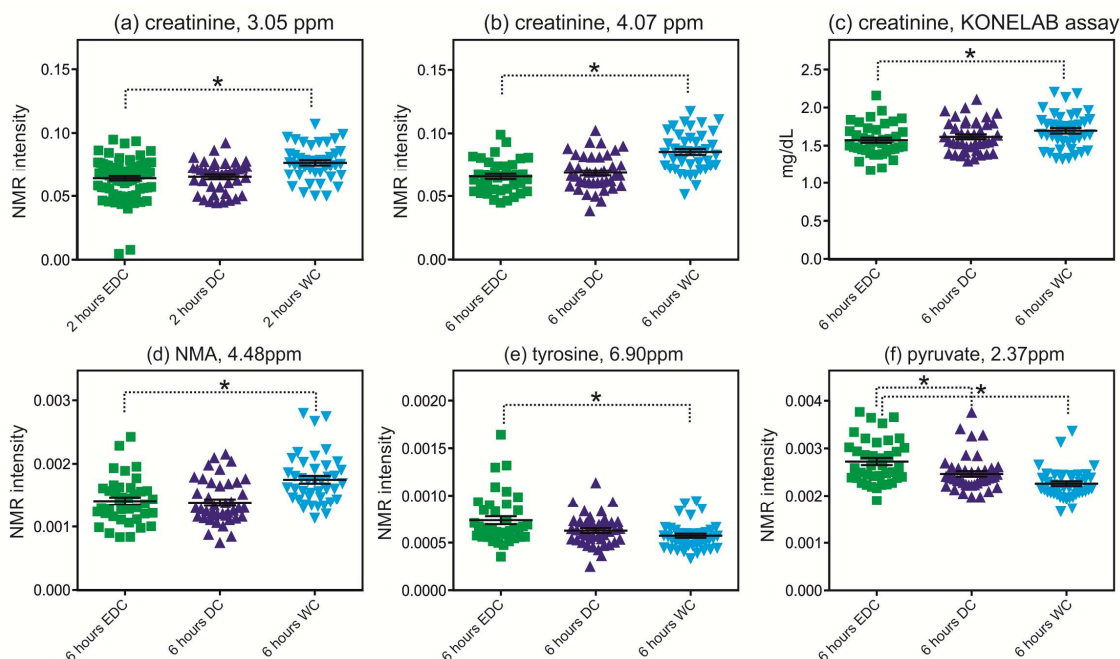 (a) creatinine, 3.05 ppm
NMR intensity
0.15
0.10
0.05
0.00
*
2 hours EDC
2 hours DC
2 hours WC
(b) creatinine, 4.07 ppm
NMR intensity
0.15
0.10
0.05
0.00
*
6 hours EDC
6 hours DC
6 hours WC
(c) creatinine, KONELAB assay
mg/dL
2.5
2.0
1.5
1.0
0.5
0.0
*
6 hours EDC
6 hours DC
6 hours WC
(d) NMA, 4.48ppm
NMR intensity
0.003
0.002
0.001
0.000
*
6 hours EDC
6 hours DC
6 hours WC
(e) tyrosine, 6.90ppm
NMR intensity
0.0020
0.0015
0.0010
0.0005
0.0000
*
6 hours EDC
6 hours DC
6 hours WC
(f) pyruvate, 2.37ppm
NMR intensity
0.004
0.003
0.002
0.001
0.000
*
*
6 hours EDC
6 hours DC
6 hours WC